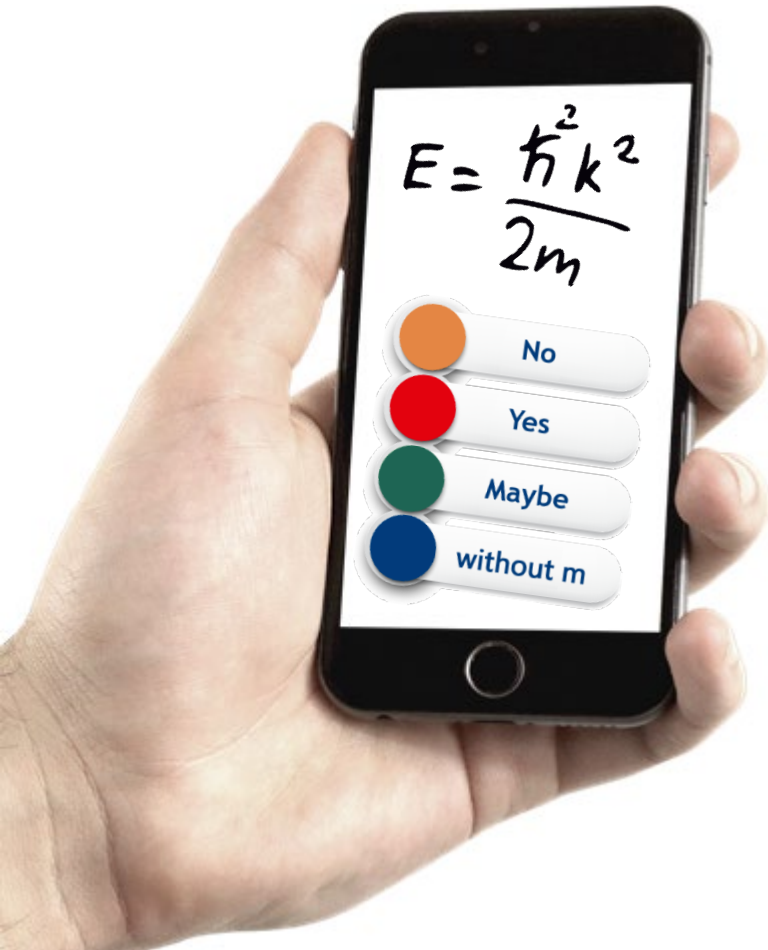 E = ħ²k²
2m
No
Yes
Maybe
without m